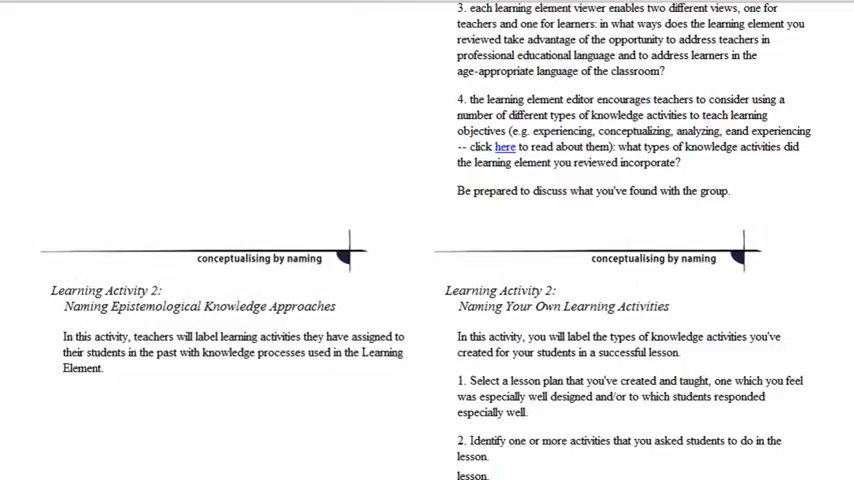 3. each learning element viewer enables two different views, one for
teachers and one for learners: in what ways does the learning element you
reviewed take advantage of the opportunity to address teachers in
professional educational language and to address learners in the
age-appropriate language of the classroom?
4. the learning element editor encourages teachers to consider using a
number of different types of knowledge activities to teach learning
objectives (e.g. experiencing, conceptualizing, analyzing, eand experiencing
-- click here to read about them): what types of knowledge activities did
the learning element you reviewed incorporate?
Be prepared to discuss what you've found with the group.
conceptualising by naming
Learning Activity 2:
Naming Epistemological Knowledge Approaches
In this activity, teachers will label learning activities they have assigned to
their students in the past with knowledge processes used in the Learning
Element.
conceptualising by naming
Learning Activity 2:
Naming Your Own Learning Activities
In this activity, you will label the types of knowledge activities you've
created for your students in a successful lesson.
1. Select a lesson plan that you've created and taught, one which you feel
was especially well designed and/or to which students responded
especially well.
2. Identify one or more activities that you asked students to do in the
lesson.
lesson.